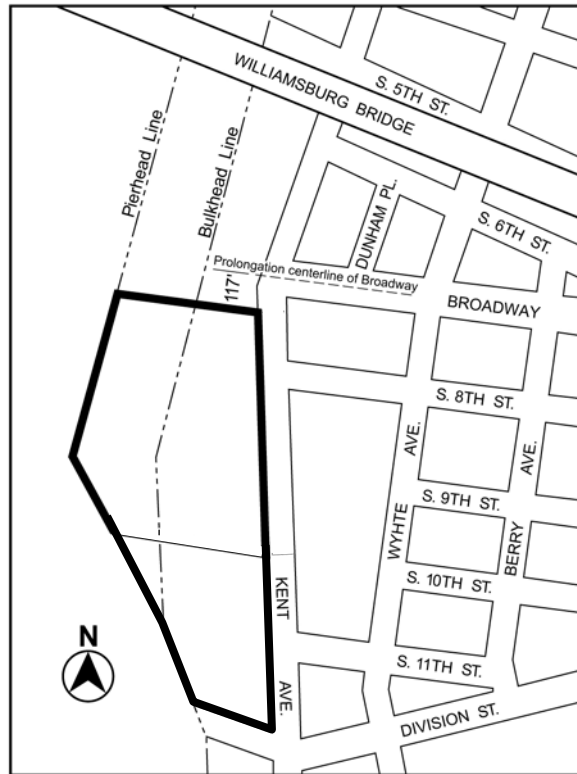 S. 5TH ST.
WILLIAMSBURG BRIDGE
Pierhead Line
Bulkhead Line
DUNHAM PL.
S. 6TH ST.
Prolongation centerline of Broadway
117'
BROADWAY
S. 8TH ST.
WYHTE AVE.
BERRY AVE.
S. 9TH ST.
S. 10TH ST.
KENT AVE.
N
S. 11TH ST.
DIVISION ST.